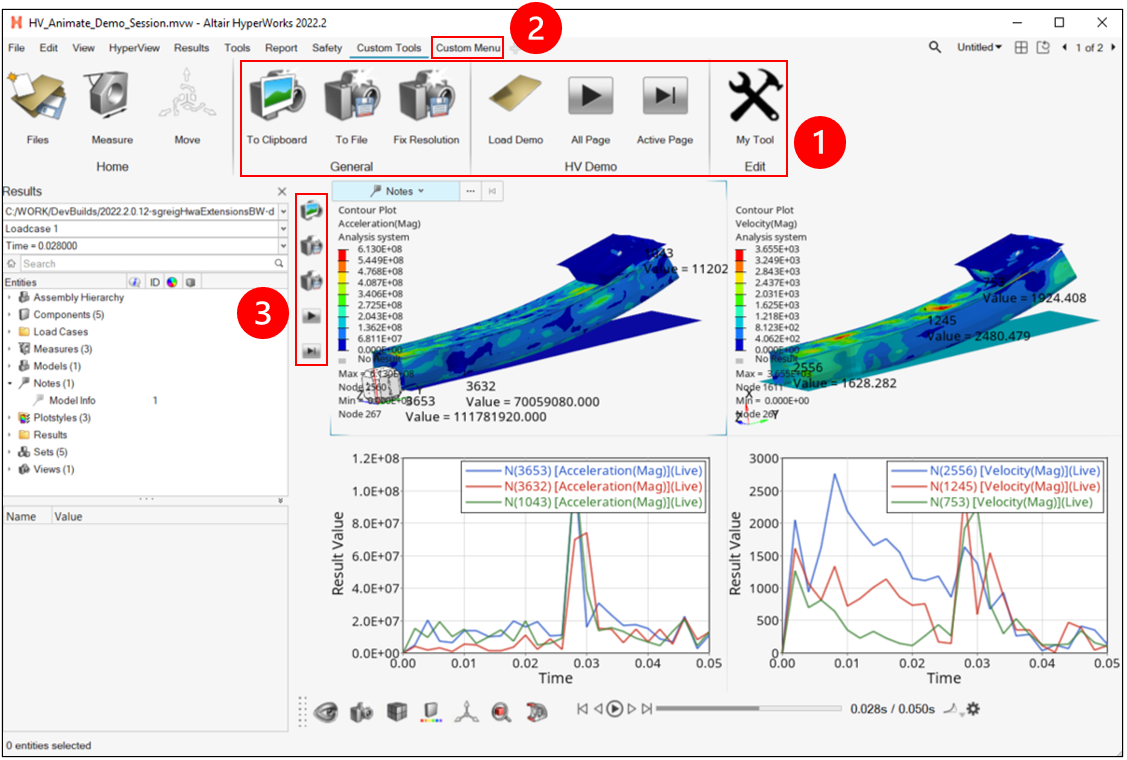 HV_Animate_Demo_Session.mvw - Altair HyperWorks 2022.2
2
File Edit View HyperView Results Tools Report Safety Custom Tools Custom Menu
Untitled
1 of 2
Files
Measure
Move
Home
To Clipboard
To File
Fix Resolution
General
Load Demo
All Page
Active Page
HV Demo
My Tool
Edit
1
Results
C:/WORK/DevBuilds/2022.2.0.12-sgreigHwaExtensionsBW-d
Loadcase 1
Time = 0.028000
Search
Entities
ID
Assembly Hierarchy
Components (5)
Load Cases
Measures (3)
Models (1)
Notes (1)
Model Info 1
Plotstyles (3)
Results
Sets (5)
Views (1)
Name Value
3
Notes
Contour Plot
Acceleration(Mag)
Analysis system
6.130E+08
5.449E+08
4.768E+08
4.087E+08
3.406E+08
2.725E+08
2.043E+08
1.362E+08
6.811E+07
0.000E+00
No Result
Max = 6.130E+08
Node 2560
Min = 0.000E+00
Node 267
1043
Value = 11202
3632
Value = 70059080.000
3653
Value = 111781920.000
Contour Plot
Velocity(Mag)
Analysis system
3.655E+03
3.249E+03
2.843E+03
2.437E+03
2.031E+03
1.625E+03
1.218E+03
8.123E+02
4.062E+02
0.000E+00
No Result
Max = 3.655E+03
Node 1611
Min = 0.000E+00
Node 267
753
Value = 1924.408
1245
Value = 2480.479
2556
Value = 1628.282
X
Y
Z
1.2E+08
1.0E+08
8.0E+07
6.0E+07
4.0E+07
2.0E+07
0.0E+00
Result Value
N(3653) [Acceleration(Mag)](Live)
N(3632) [Acceleration(Mag)](Live)
N(1043) [Acceleration(Mag)](Live)
0.00 0.01 0.02 0.03 0.04 0.05
Time
3000
2500
2000
1500
1000
500
0
Result Value
N(2556) [Velocity(Mag)](Live)
N(1245) [Velocity(Mag)](Live)
N(753) [Velocity(Mag)](Live)
0.00 0.01 0.02 0.03 0.04 0.05
Time
0.028s / 0.050s
0 entities selected